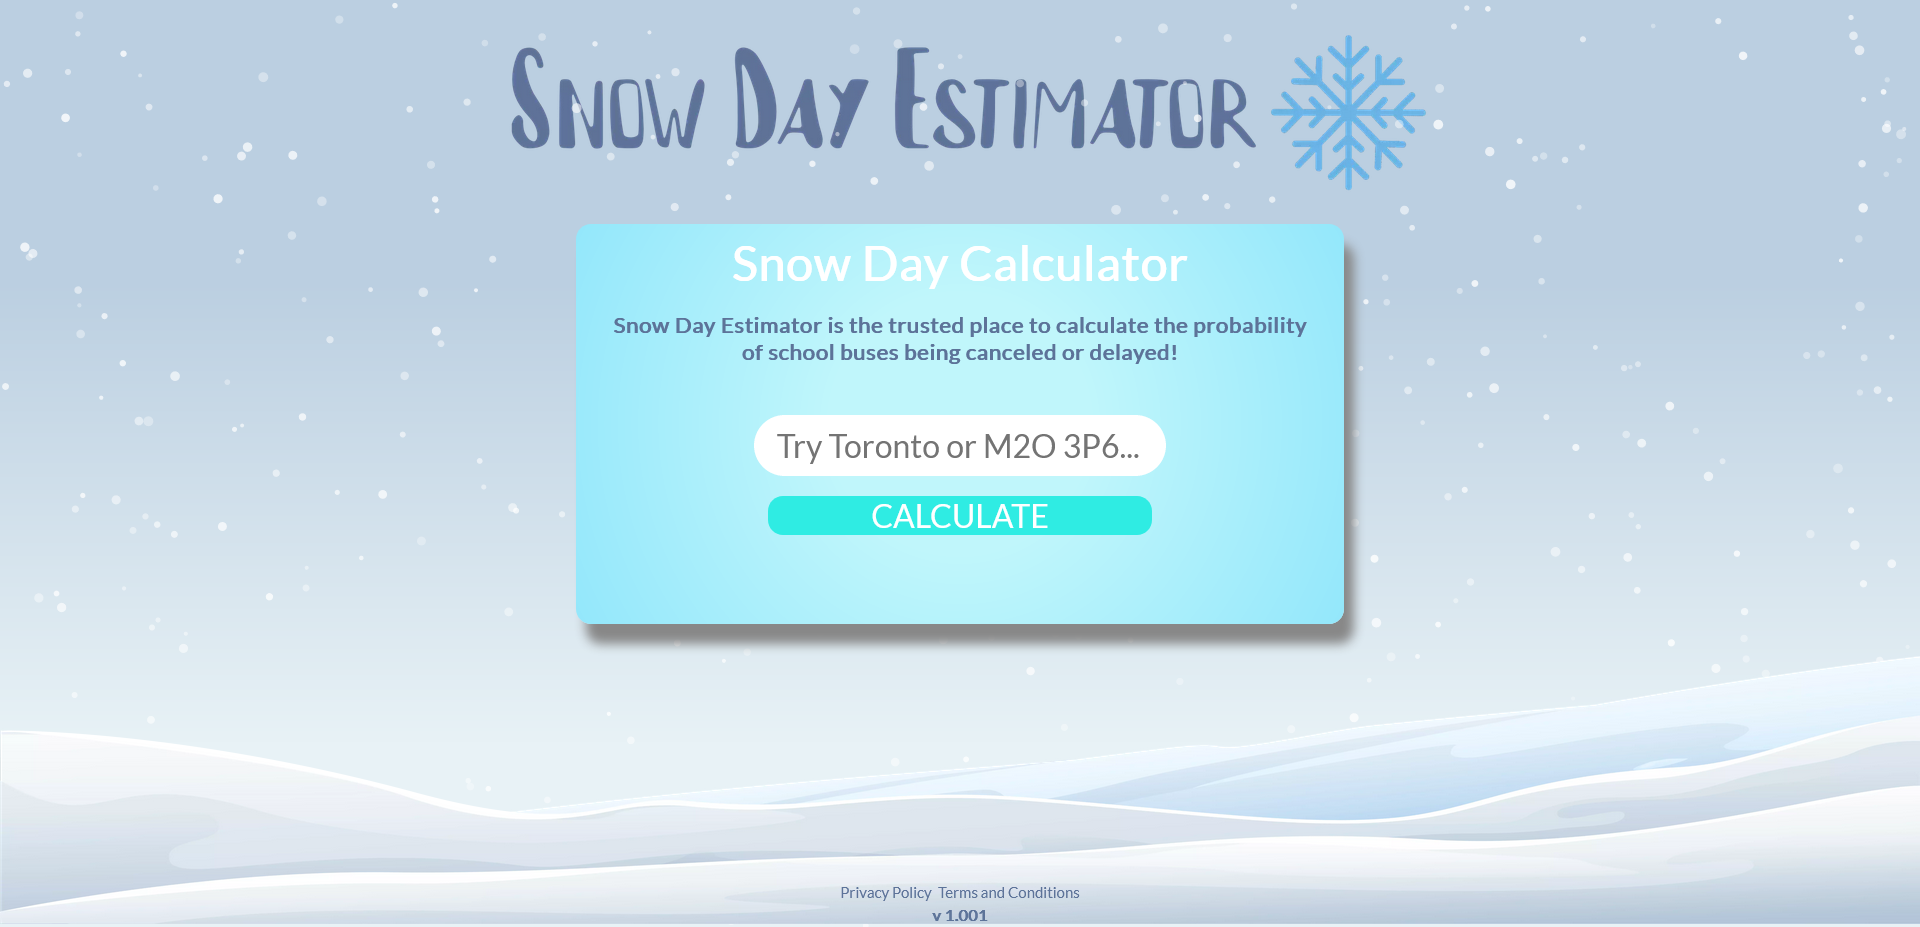 Snow Day Estimator
Snow Day Calculator
Snow Day Estimator is the trusted place to calculate the probability
of school buses being canceled or delayed!
Try Toronto or M2O 3P6...
CALCULATE
Privacy Policy Terms and Conditions
v 1.001